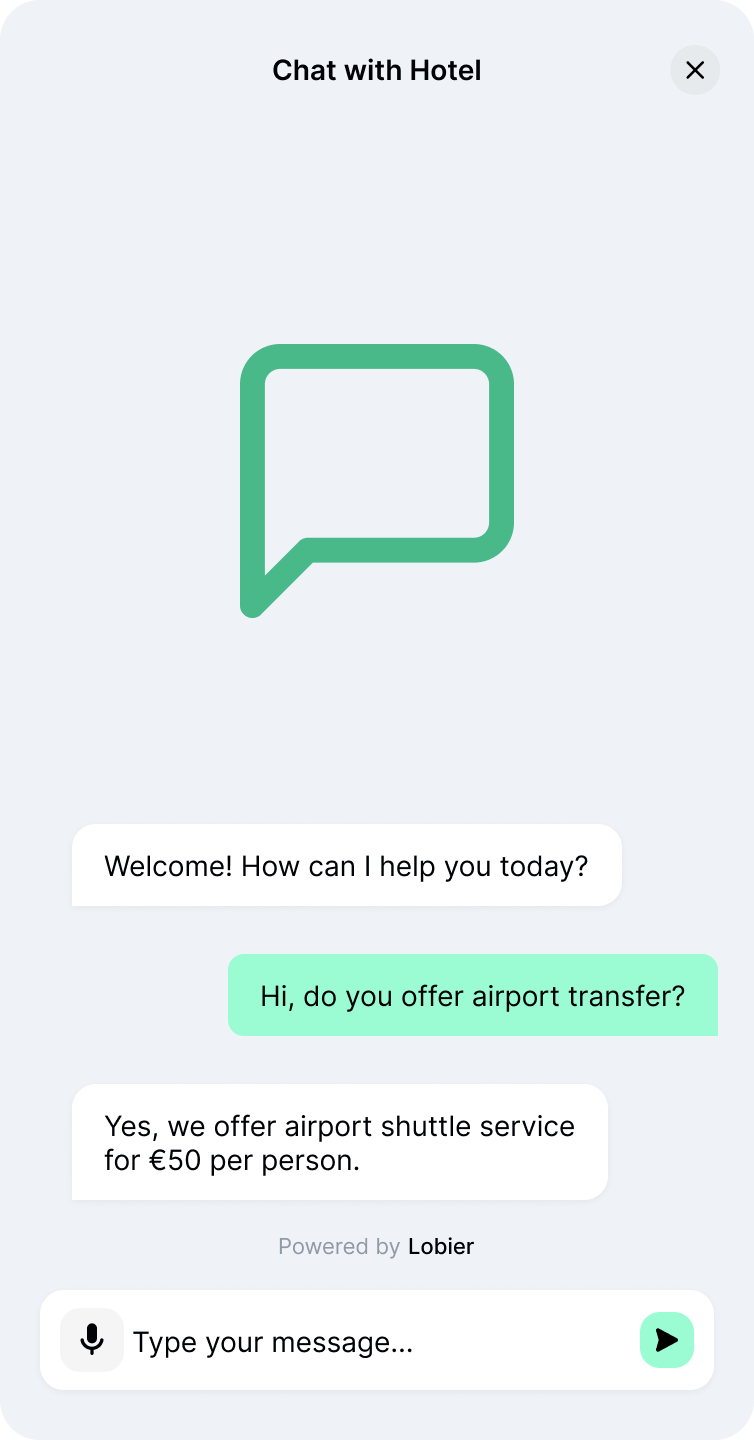 Chat with Hotel
Welcome! How can I help you today?
Hi, do you offer airport transfer?
Yes, we offer airport shuttle service
for €50 per person.
Powered by Lobier
Type your message...